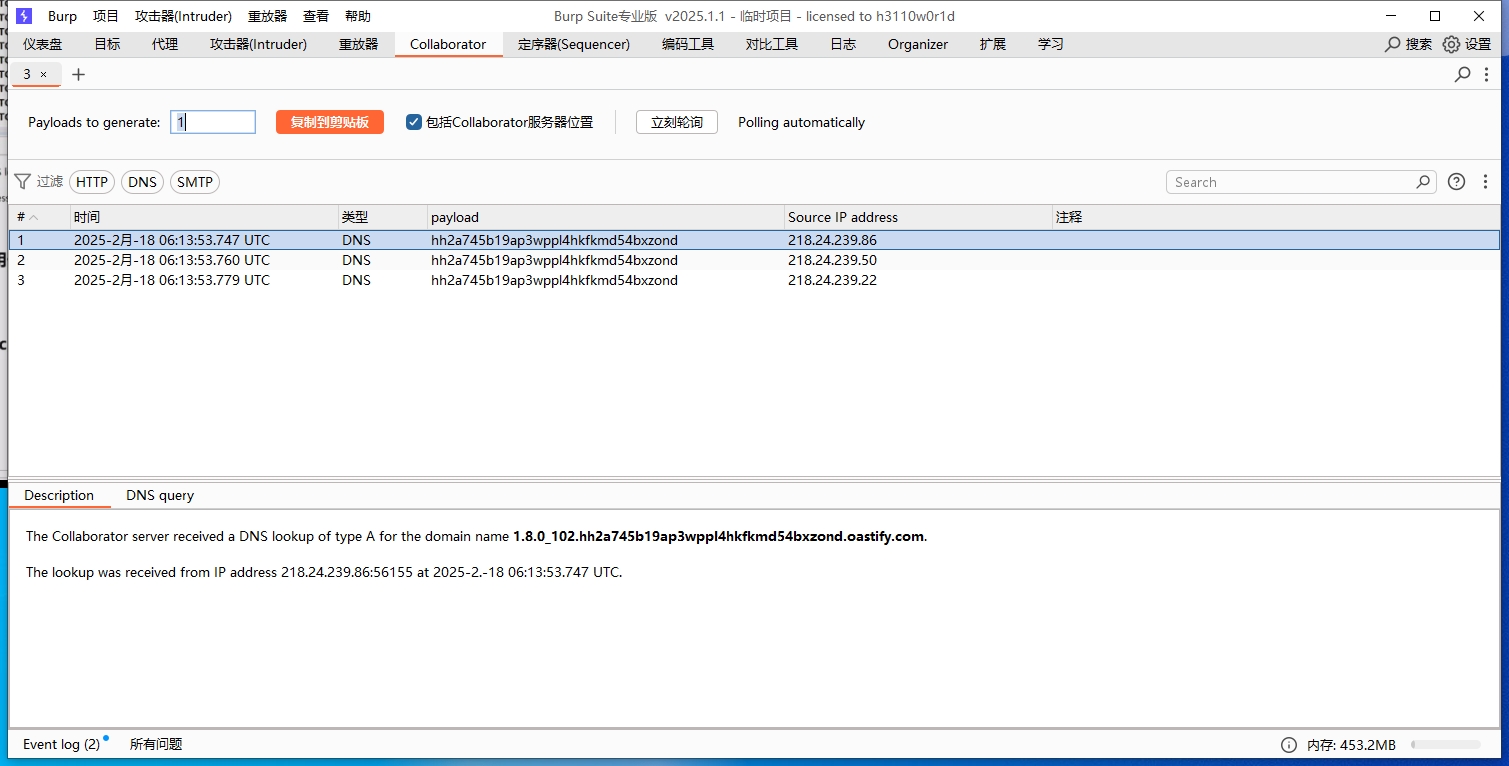 Burp 项目 攻击器(Intruder) 重放器 查看 帮助 Burp Suite专业版 v2025.1.1 - 临时项目 - licensed to h3110w0r1d
仪表盘 目标 代理 攻击器(Intruder) 重放器 Collaborator 定序器(Sequencer) 编码工具 对比工具 日志 Organizer 扩展 学习 搜索 设置
3 × +
Payloads to generate: 1 复制到剪贴板 包括Collaborator服务器位置 立刻轮询 Polling automatically
过滤 HTTP DNS SMTP Search
# 时间 类型 payload Source IP address 注释
1 2025-2月-18 06:13:53.747 UTC DNS hh2a745b19ap3wppl4hkfkmd54bxzond 218.24.239.86
2 2025-2月-18 06:13:53.760 UTC DNS hh2a745b19ap3wppl4hkfkmd54bxzond 218.24.239.50
3 2025-2月-18 06:13:53.779 UTC DNS hh2a745b19ap3wppl4hkfkmd54bxzond 218.24.239.22
Description DNS query
The Collaborator server received a DNS lookup of type A for the domain name 1.8.0_102.hh2a745b19ap3wppl4hkfkmd54bxzond.oastify.com.
The lookup was received from IP address 218.24.239.86:56155 at 2025-2.-18 06:13:53.747 UTC.
Event log (2) 所有问题 内存: 453.2MB